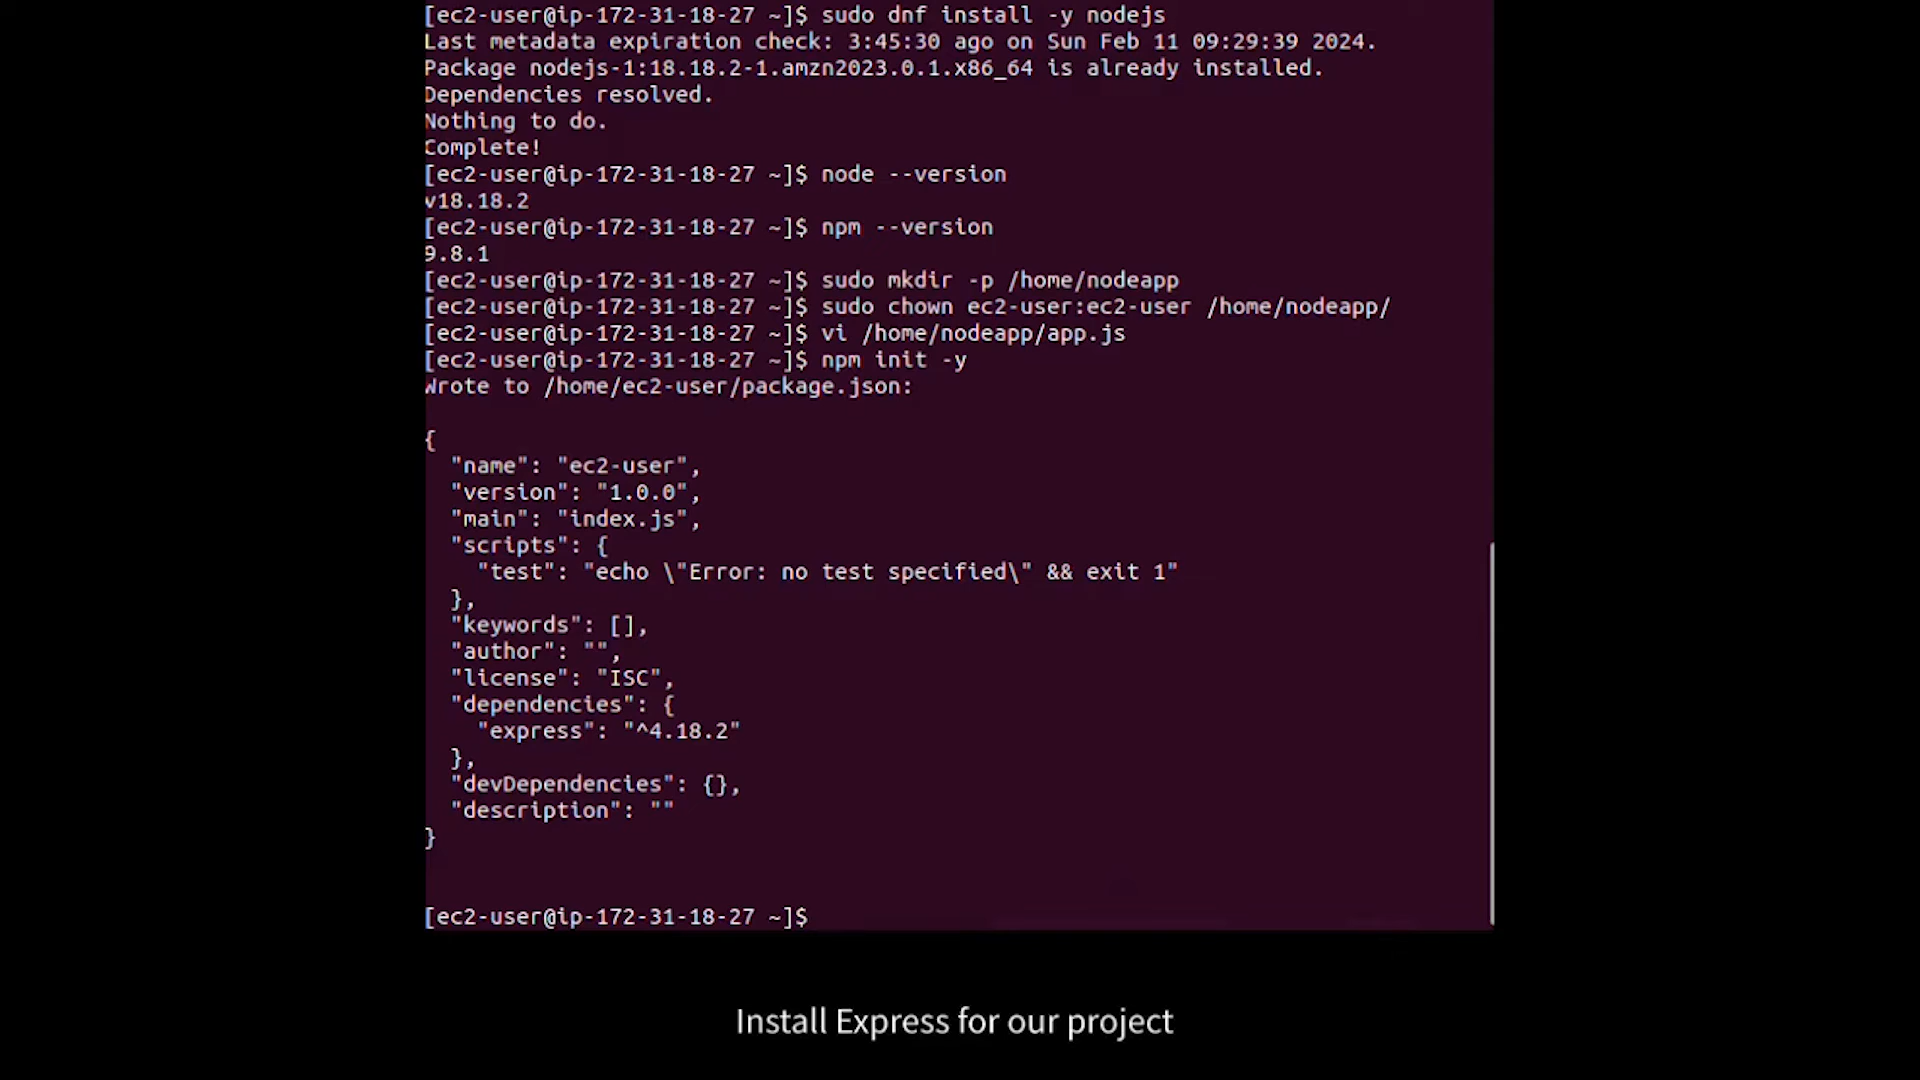 [ec2-user@ip-172-31-18-27 ~]$ sudo dnf install -y nodejs
Last metadata expiration check: 3:45:30 ago on Sun Feb 11 09:29:39 2024.
Package nodejs-1:18.18.2-1.amzn2023.0.1.x86_64 is already installed.
Dependencies resolved.
Nothing to do.
Complete!
[ec2-user@ip-172-31-18-27 ~]$ node --version
v18.18.2
[ec2-user@ip-172-31-18-27 ~]$ npm --version
9.8.1
[ec2-user@ip-172-31-18-27 ~]$ sudo mkdir -p /home/nodeapp
[ec2-user@ip-172-31-18-27 ~]$ sudo chown ec2-user:ec2-user /home/nodeapp/
[ec2-user@ip-172-31-18-27 ~]$ vi /home/nodeapp/app.js
[ec2-user@ip-172-31-18-27 ~]$ npm init -y
Wrote to /home/ec2-user/package.json:

{
  "name": "ec2-user",
  "version": "1.0.0",
  "main": "index.js",
  "scripts": {
    "test": "echo \"Error: no test specified\" && exit 1"
  },
  "keywords": [],
  "author": "",
  "license": "ISC",
  "dependencies": {
    "express": "^4.18.2"
  },
  "devDependencies": {},
  "description": ""
}

[ec2-user@ip-172-31-18-27 ~]$
Install Express for our project